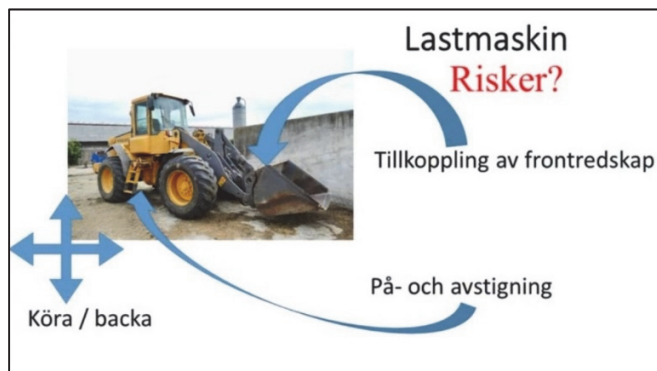 Lastmaskin
Risker?
Tillkoppling av frontredskap
På- och avstigning
Köra / backa